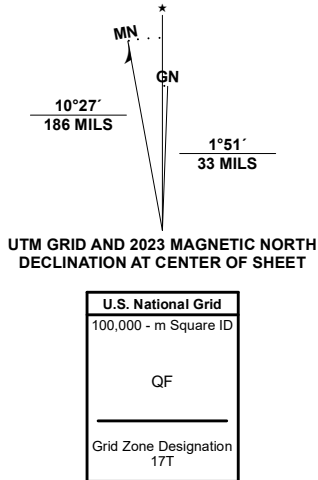 ★
MN
GN
10°27´
186 MILS
1°51´
33 MILS
UTM GRID AND 2023 MAGNETIC NORTH
DECLINATION AT CENTER OF SHEET
U.S. National Grid
100,000 - m Square ID
QF
Grid Zone Designation
17T